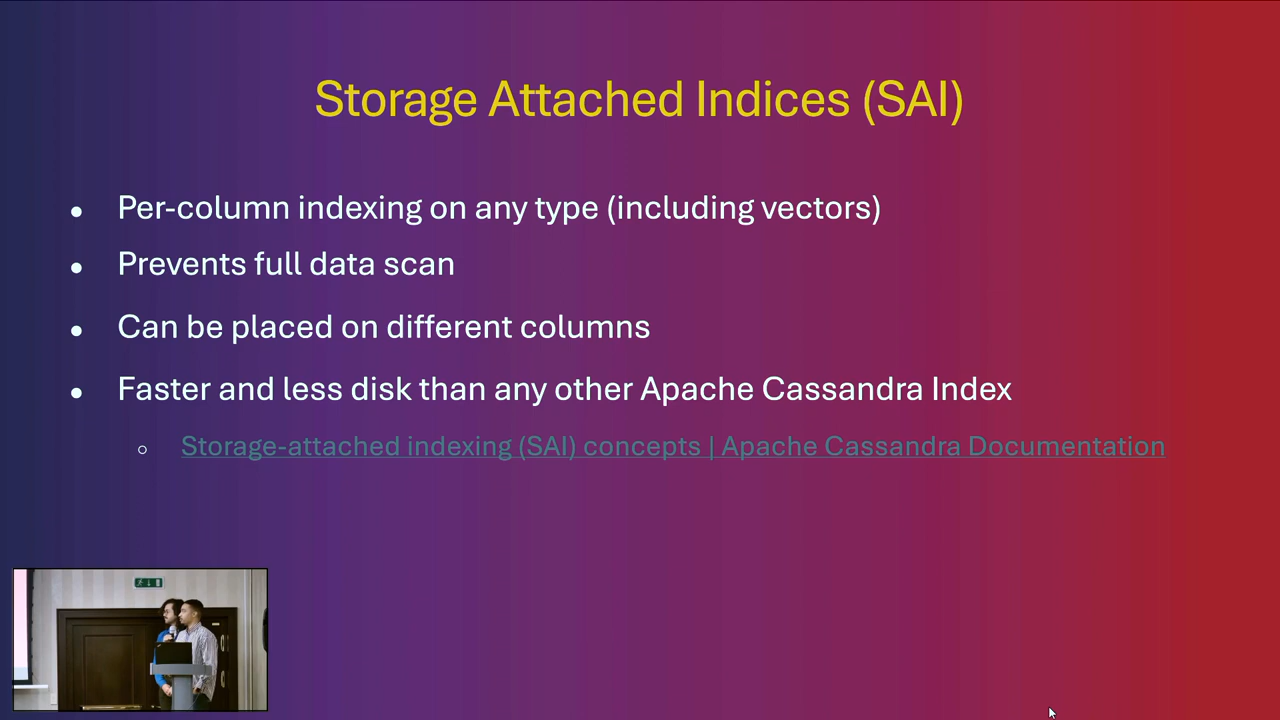 Storage Attached Indices (SAI)
Per-column indexing on any type (including vectors)
Prevents full data scan
Can be placed on different columns
Faster and less disk than any other Apache Cassandra Index
Storage-attached indexing (SAI) concepts | Apache Cassandra Documentation